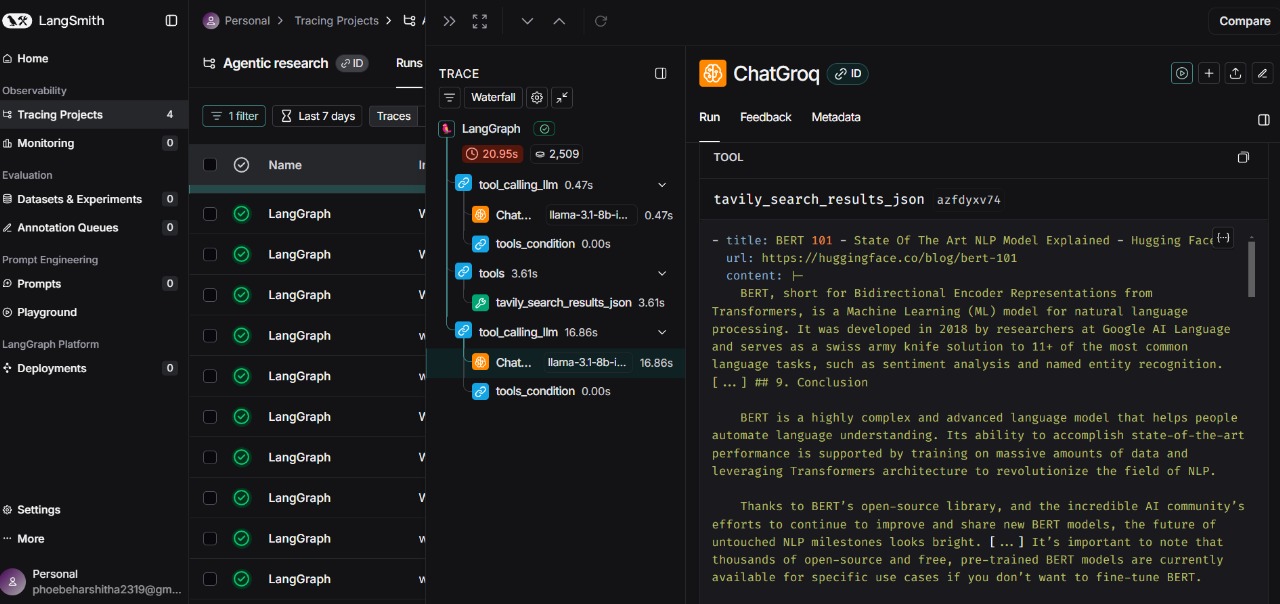 LangSmith
Home
Observability
Tracing Projects 4
Monitoring 0
Evaluation
Datasets & Experiments 0
Annotation Queues 0
Prompt Engineering
Prompts 0
Playground
LangGraph Platform
Deployments 0
Settings
More
Personal
phoebeharshitha2319@gm...
Personal > Tracing Projects >
Agentic research ID Runs
1 filter Last 7 days Traces
Name
LangGraph
LangGraph
LangGraph
LangGraph
LangGraph
LangGraph
LangGraph
LangGraph
LangGraph
LangGraph
TRACE
Waterfall
LangGraph
20.95s 2,509
tool_calling_llm 0.47s
Chat... llama-3.1-8b-i... 0.47s
tools_condition 0.00s
tools 3.61s
tavily_search_results_json 3.61s
tool_calling_llm 16.86s
Chat... llama-3.1-8b-i... 16.86s
tools_condition 0.00s
Compare
ChatGroq ID
Run Feedback Metadata
TOOL
tavily_search_results_json azfdyxv74
- title: BERT 101 - State Of The Art NLP Model Explained - Hugging Face
url: https://huggingface.co/blog/bert-101
content: |-
BERT, short for Bidirectional Encoder Representations from
Transformers, is a Machine Learning (ML) model for natural language
processing. It was developed in 2018 by researchers at Google AI Language
and serves as a swiss army knife solution to 11+ of the most common
language tasks, such as sentiment analysis and named entity recognition.
[...] ## 9. Conclusion
BERT is a highly complex and advanced language model that helps people
automate language understanding. Its ability to accomplish state-of-the-art
performance is supported by training on massive amounts of data and
leveraging Transformers architecture to revolutionize the field of NLP.
Thanks to BERT's open-source library, and the incredible AI community's
efforts to continue to improve and share new BERT models, the future of
untouched NLP milestones looks bright. [...] It's important to note that
thousands of open-source and free, pre-trained BERT models are currently
available for specific use cases if you don't want to fine-tune BERT.